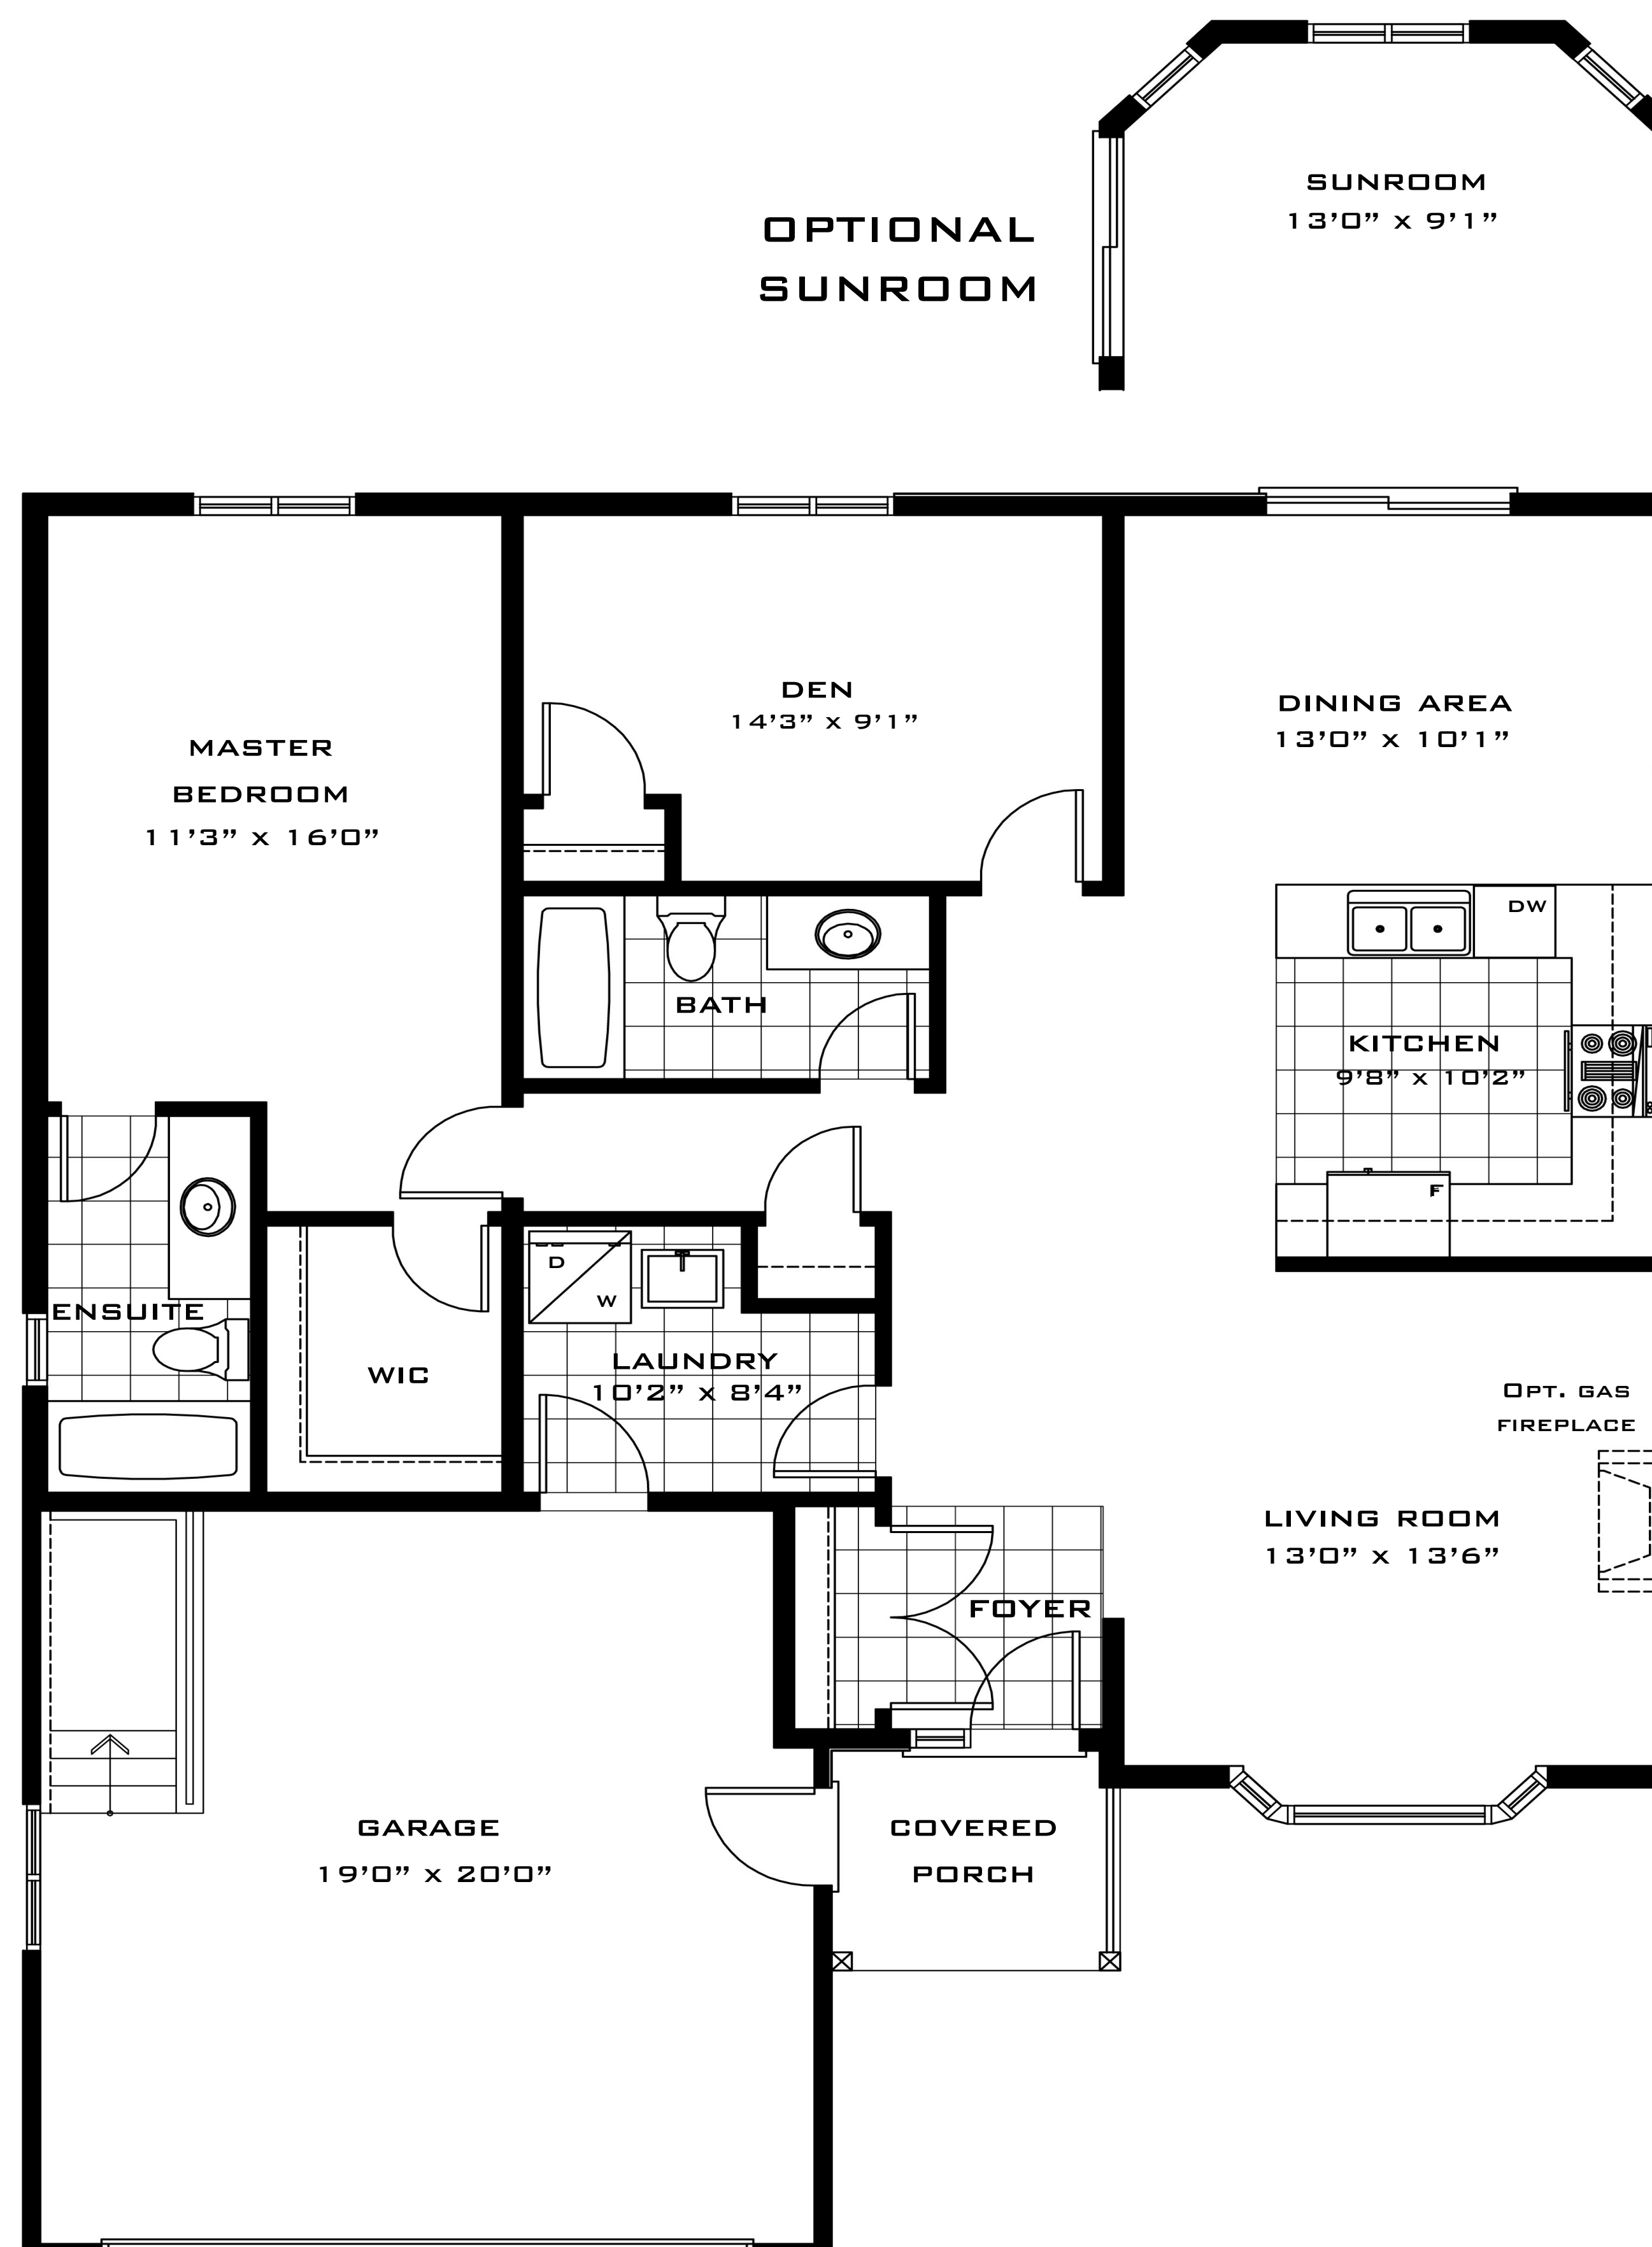 SUNROOM
13'0" x 9'1"
OPTIONAL
SUNROOM
DEN
14'3" x 9'1"
DINING AREA
13'0" x 10'1"
MASTER
BEDROOM
11'3" x 16'0"
DW
BATH
KITCHEN
9'8" x 10'2"
F
D
W
ENSUITE
WIC
LAUNDRY
10'2" x 8'4"
OPT. GAS
FIREPLACE
LIVING ROOM
13'0" x 13'6"
FOYER
GARAGE
19'0" x 20'0"
COVERED
PORCH